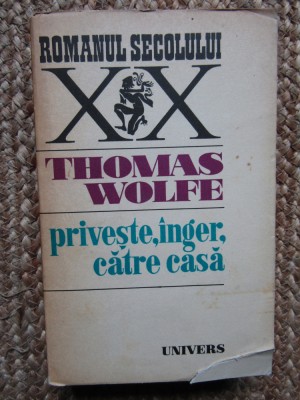 ROMANUL SECOLULUI
XX
THOMAS
WOLFE
privește, înger,
către casă
UNIVERS